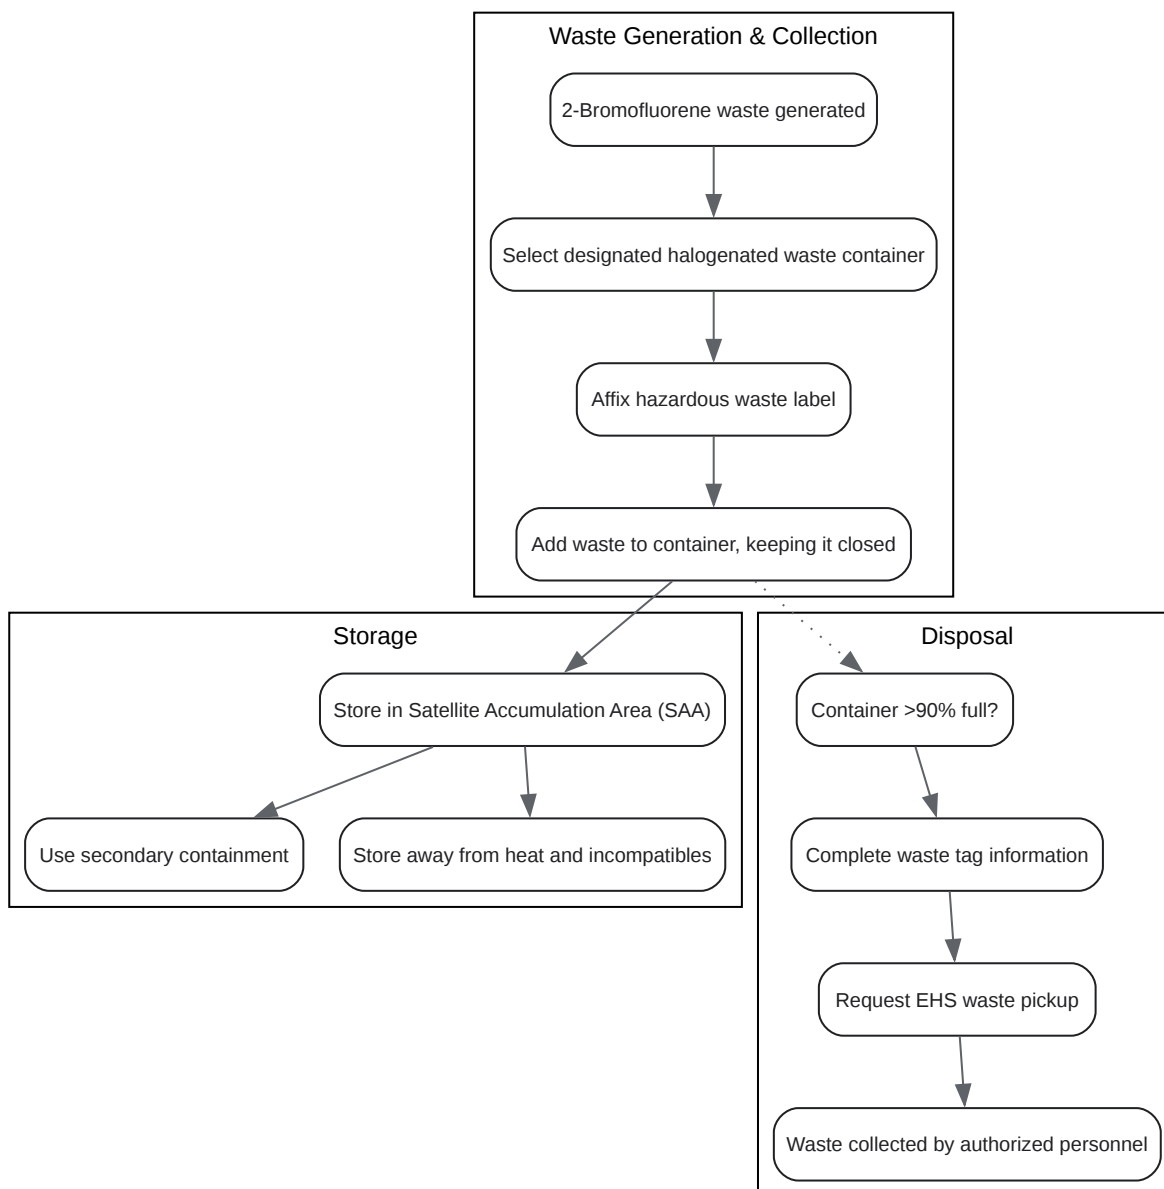 Waste Generation & Collection
2-Bromofluorene waste generated
Select designated halogenated waste container
Affix hazardous waste label
Add waste to container, keeping it closed
Storage
Store in Satellite Accumulation Area (SAA)
Use secondary containment
Store away from heat and incompatibles
Disposal
Container >90% full?
Complete waste tag information
Request EHS waste pickup
Waste collected by authorized personnel